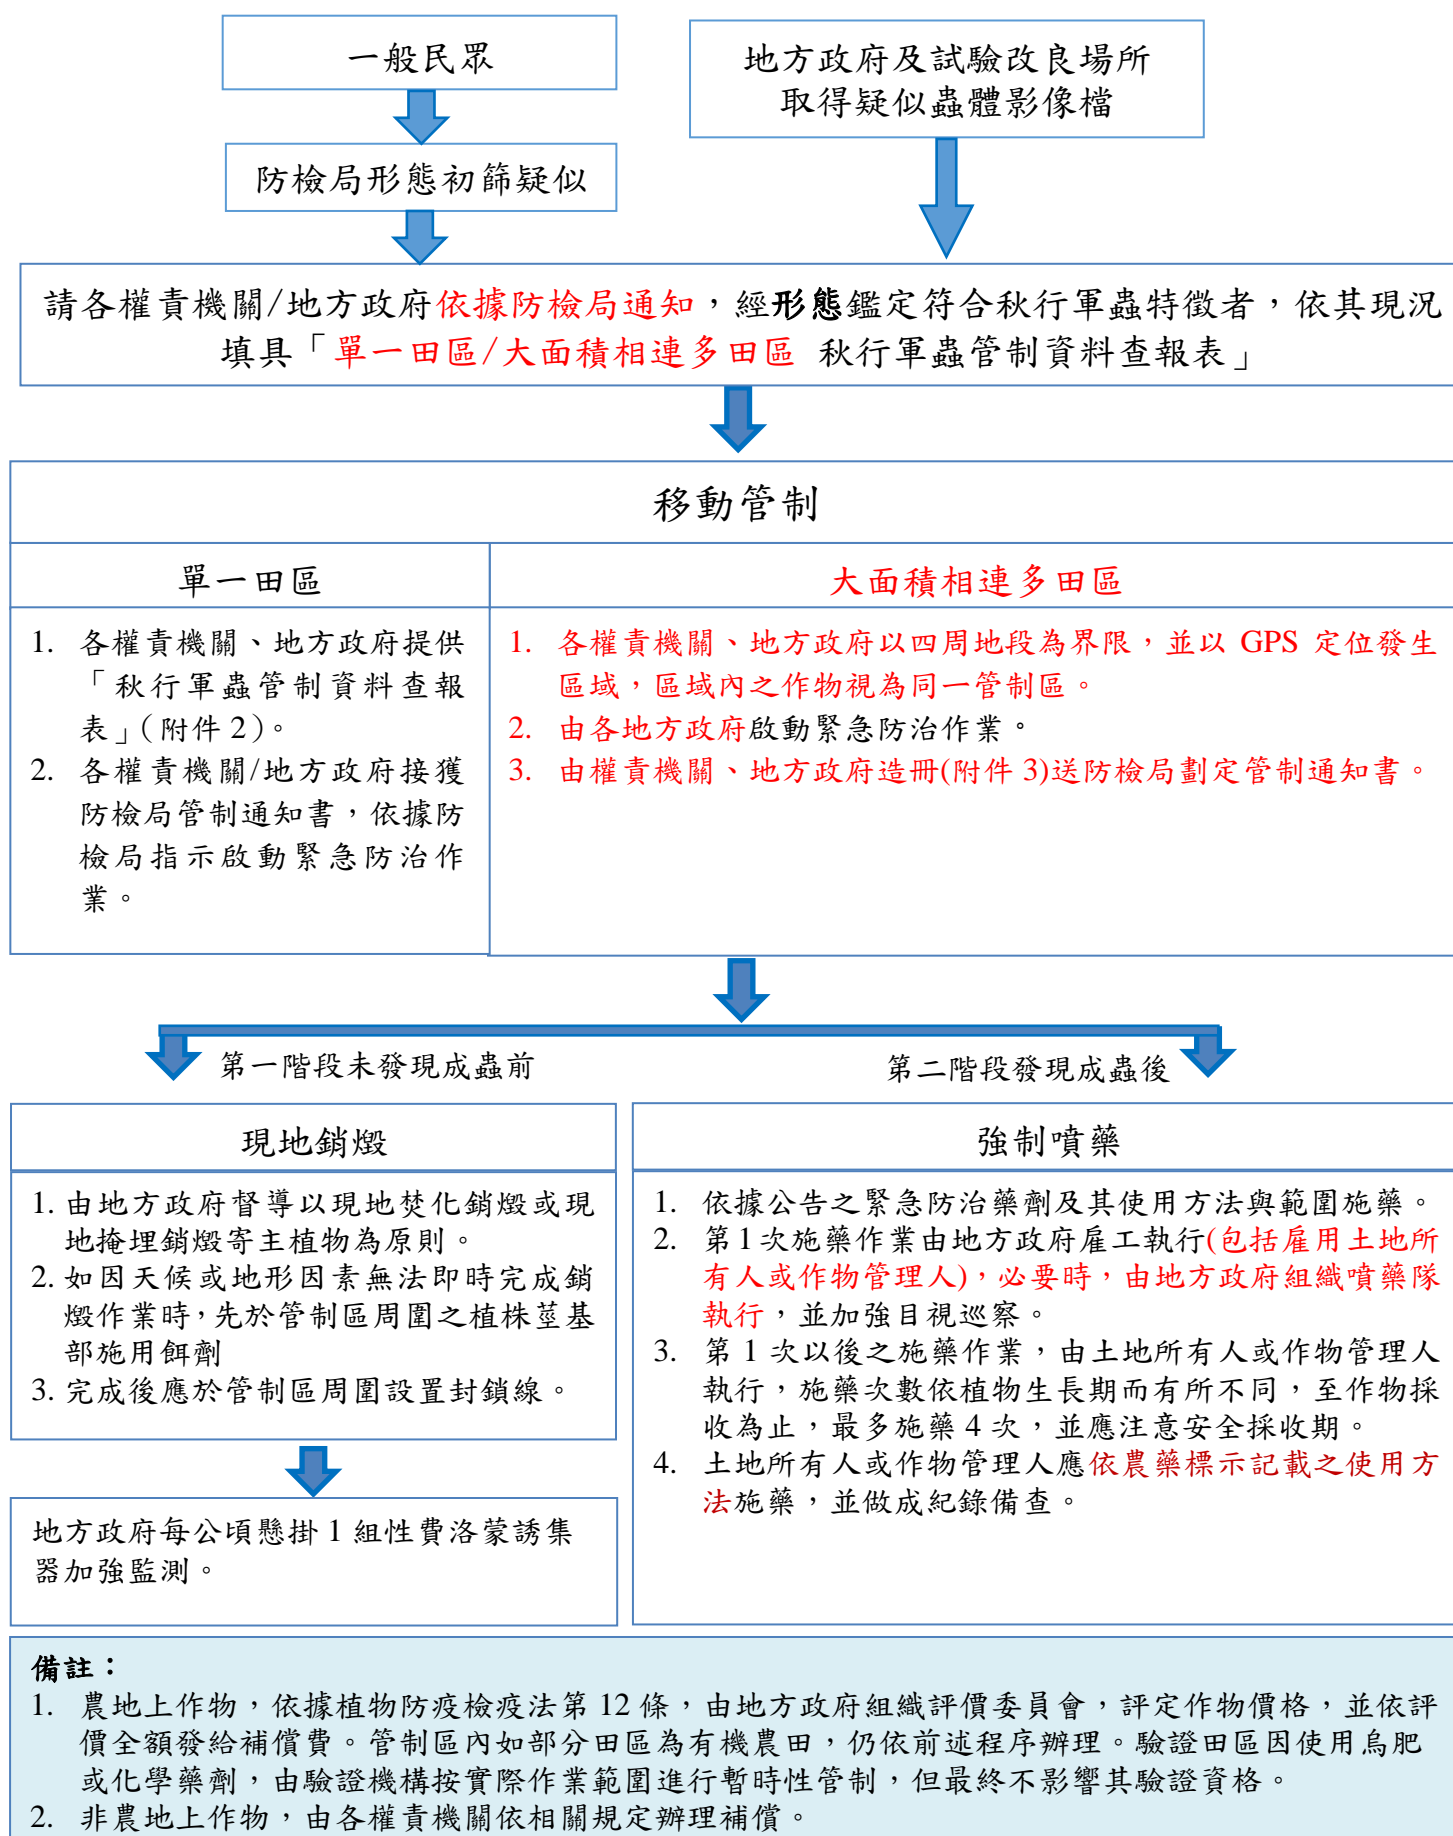 一般民眾
地方政府及試驗改良場所
取得疑似蟲體影像檔
防檢局形態初篩疑似
請各權責機關/地方政府依據防檢局通知，經形態鑑定符合秋行軍蟲特徵者，依其現況
填具「單一田區/大面積相連多田區 秋行軍蟲管制資料查報表」
移動管制
單一田區
1. 各權責機關、地方政府提供
「秋行軍蟲管制資料查報
表」(附件 2)。
2. 各權責機關/地方政府接獲
防檢局管制通知書，依據防
檢局指示啟動緊急防治作
業。
大面積相連多田區
1. 各權責機關、地方政府以四周地段為界限，並以 GPS 定位發生
區域，區域內之作物視為同一管制區。
2. 由各地方政府啟動緊急防治作業。
3. 由權責機關、地方政府造冊(附件 3)送防檢局劃定管制通知書。
第一階段未發現成蟲前
第二階段發現成蟲後
現地銷燬
1. 由地方政府督導以現地焚化銷燬或現
地掩埋銷燬寄主植物為原則。
2. 如因天候或地形因素無法即時完成銷
燬作業時，先於管制區周圍之植株莖基
部施用餌劑
3. 完成後應於管制區周圍設置封鎖線。
地方政府每公頃懸掛 1 組性費洛蒙誘集
器加強監測。
強制噴藥
1. 依據公告之緊急防治藥劑及其使用方法與範圍施藥。
2. 第 1 次施藥作業由地方政府雇工執行(包括雇用土地所
有人或作物管理人)，必要時，由地方政府組織噴藥隊
執行，並加強目視巡察。
3. 第 1 次以後之施藥作業，由土地所有人或作物管理人
執行，施藥次數依植物生長期而有所不同，至作物採
收為止，最多施藥 4 次，並應注意安全採收期。
4. 土地所有人或作物管理人應依農藥標示記載之使用方
法施藥，並做成紀錄備查。
備註：
1. 農地上作物，依據植物防疫檢疫法第 12 條，由地方政府組織評價委員會，評定作物價格，並依評
價全額發給補償費。管制區內如部分田區為有機農田，仍依前述程序辦理。驗證田區因使用鳥肥
或化學藥劑，由驗證機構按實際作業範圍進行暫時性管制，但最終不影響其驗證資格。
2. 非農地上作物，由各權責機關依相關規定辦理補償。